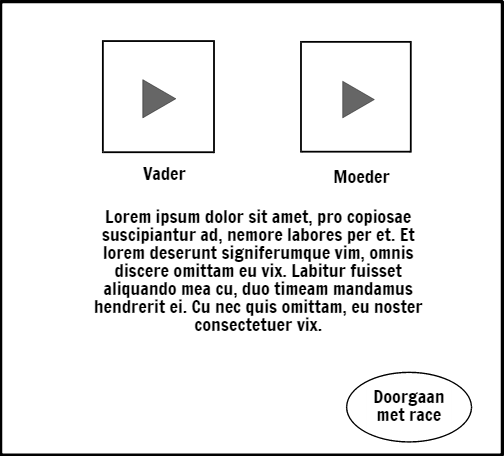 Vader
Moeder
Lorem ipsum dolor sit amet, pro copiosae
suscipiantur ad, nemore labores per et. Et
lorem deserunt signiferumque vim, omnis
discere omittam eu vix. Labitur fuisset
aliquando mea cu, duo timeam mandamus
hendrerit ei. Cu nec quis omittam, eu noster
consectetuer vix.
Doorgaan
met race